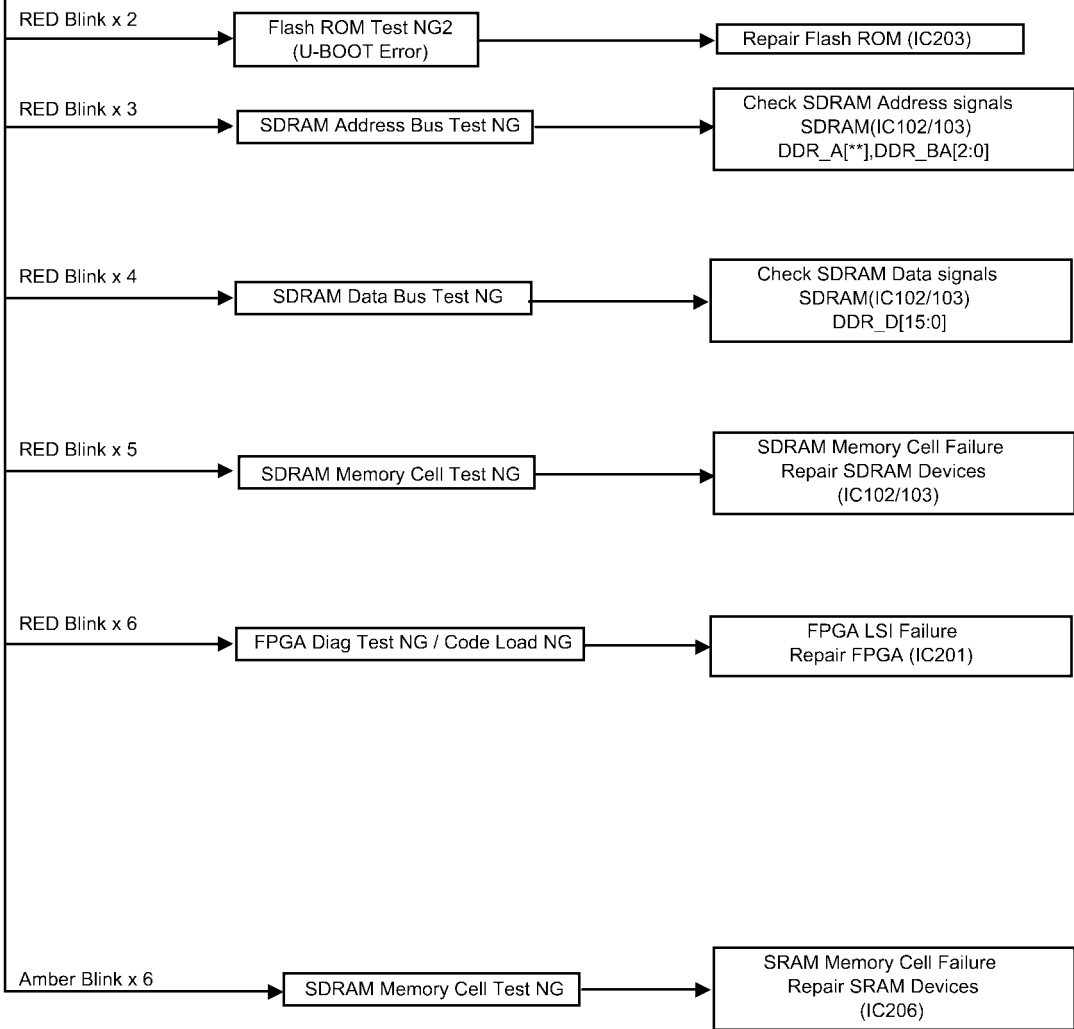 RED Blink x 2
Flash ROM Test NG2
(U-BOOT Error)
Repair Flash ROM (IC203)
RED Blink x 3
SDRAM Address Bus Test NG
Check SDRAM Address signals
SDRAM(IC102/103)
DDR_A[**],DDR_BA[2:0]
RED Blink x 4
SDRAM Data Bus Test NG
Check SDRAM Data signals
SDRAM(IC102/103)
DDR_D[15:0]
RED Blink x 5
SDRAM Memory Cell Test NG
SDRAM Memory Cell Failure
Repair SDRAM Devices
(IC102/103)
RED Blink x 6
FPGA Diag Test NG / Code Load NG
FPGA LSI Failure
Repair FPGA (IC201)
Amber Blink x 6
SDRAM Memory Cell Test NG
SRAM Memory Cell Failure
Repair SRAM Devices
(IC206)